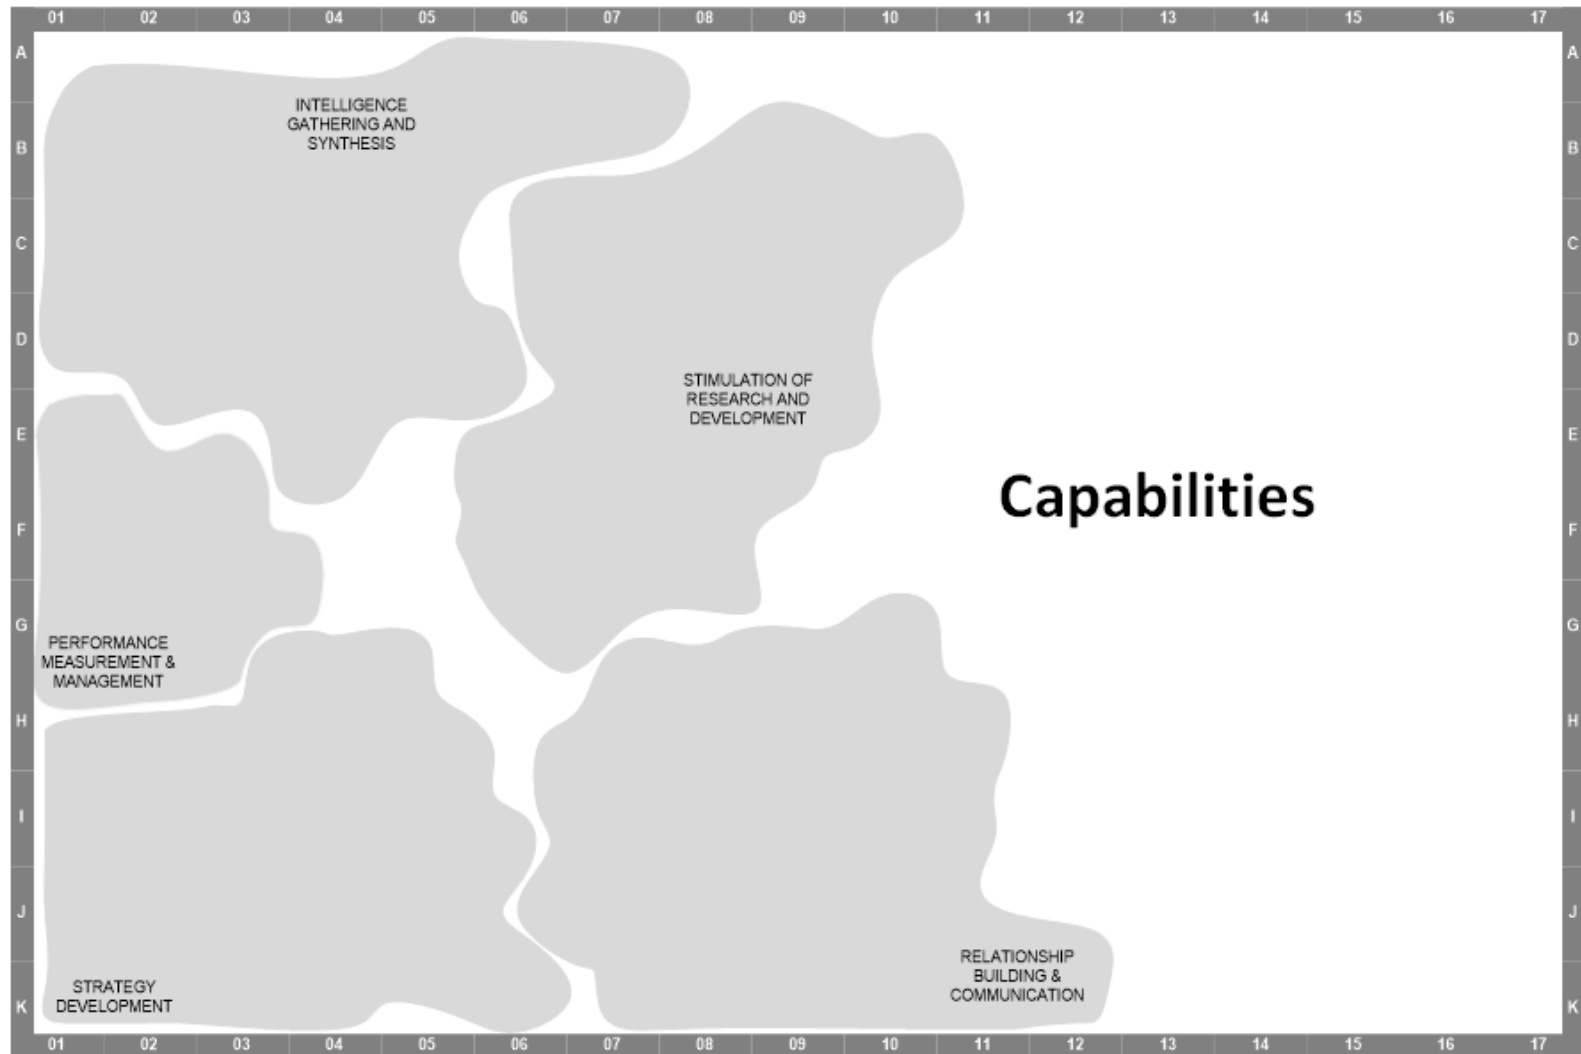 01 02 03 04 05 06 07 08 09 10 11 12 13 14 15 16 17
A A
INTELLIGENCE
GATHERING AND
SYNTHESIS
B B
C C
D D
STIMULATION OF
RESEARCH AND
DEVELOPMENT
E E
Capabilities
F F
G G
PERFORMANCE
MEASUREMENT &
MANAGEMENT
H H
I I
J J
RELATIONSHIP
BUILDING &
COMMUNICATION
STRATEGY
DEVELOPMENT
K K
01 02 03 04 05 06 07 08 09 10 11 12 13 14 15 16 17